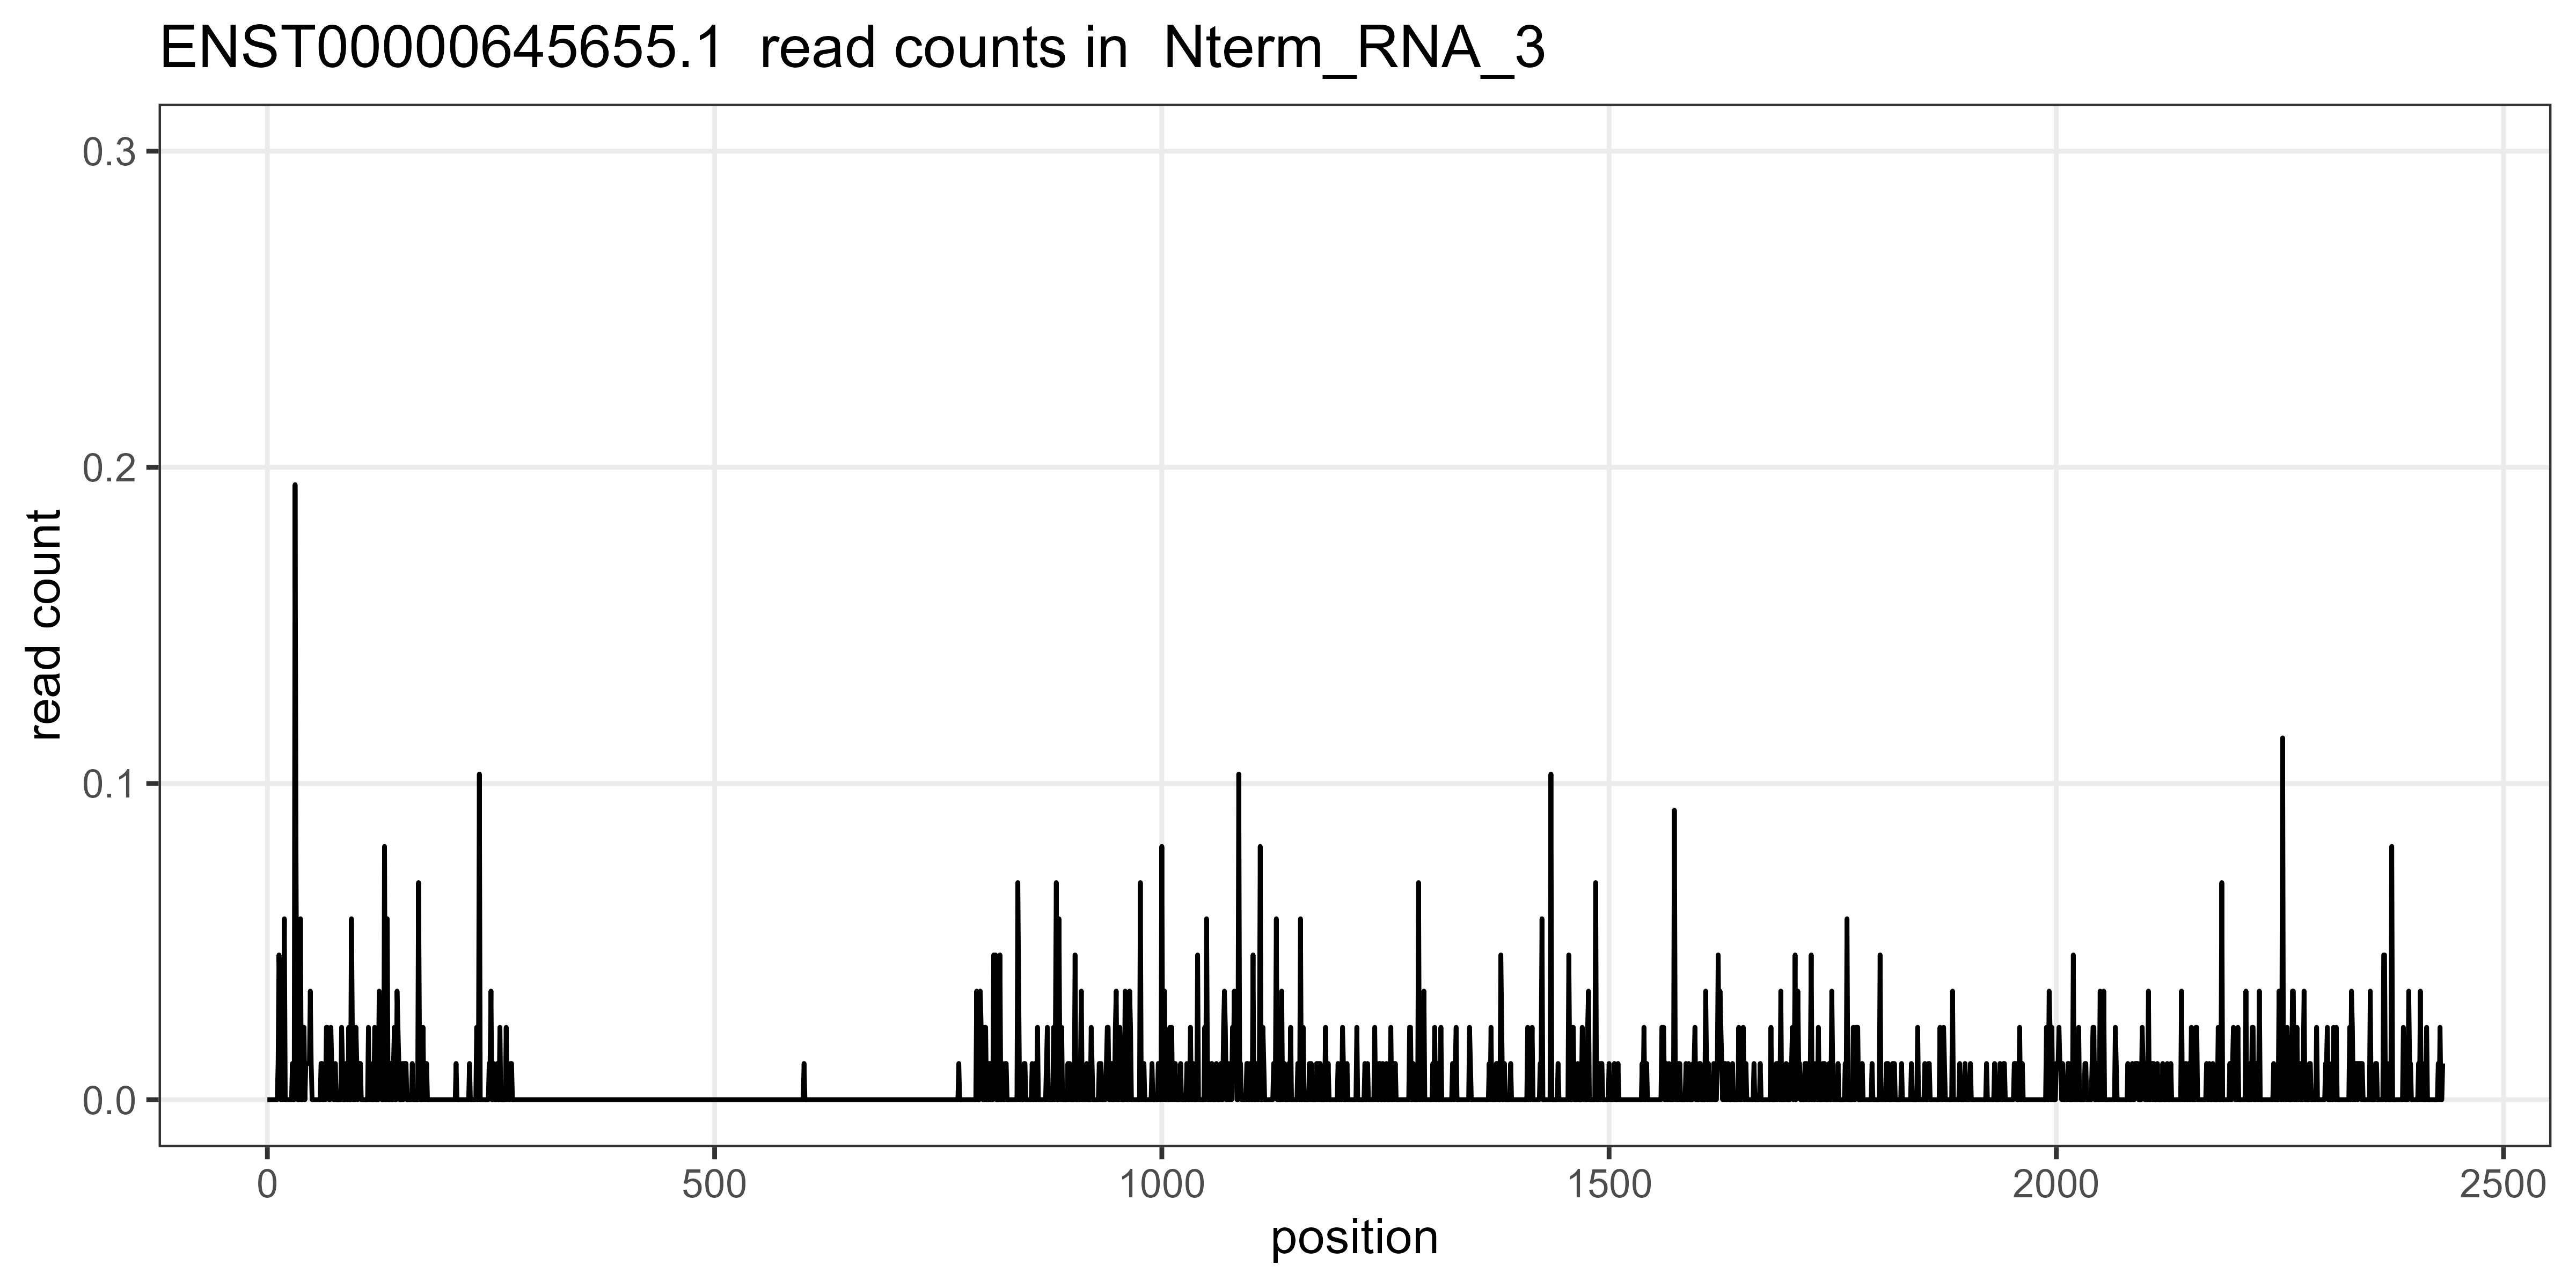 ENST00000645655.1  read counts in  Nterm_RNA_3
0.3
0.2
0.1
0.0
read count
0 500 1000 1500 2000 2500
position